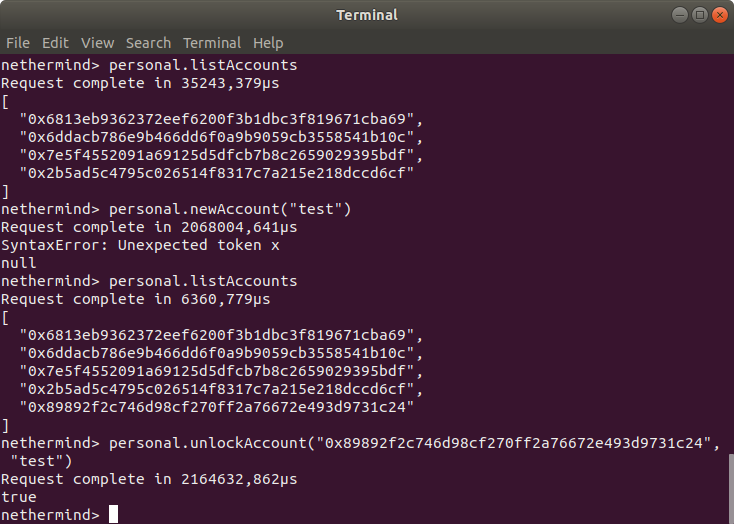 Terminal
File Edit View Search Terminal Help
nethermind> personal.listAccounts
Request complete in 35243,379µs
[
  "0x6813eb9362372eef6200f3b1dbc3f819671cba69",
  "0x6ddacb786e9b466dd6f0a9b9059cb3558541b10c",
  "0x7e5f4552091a69125d5dfcb7b8c2659029395bdf",
  "0x2b5ad5c4795c026514f8317c7a215e218dccd6cf"
]
nethermind> personal.newAccount("test")
Request complete in 2068004,641µs
SyntaxError: Unexpected token x
null
nethermind> personal.listAccounts
Request complete in 6360,779µs
[
  "0x6813eb9362372eef6200f3b1dbc3f819671cba69",
  "0x6ddacb786e9b466dd6f0a9b9059cb3558541b10c",
  "0x7e5f4552091a69125d5dfcb7b8c2659029395bdf",
  "0x2b5ad5c4795c026514f8317c7a215e218dccd6cf",
  "0x89892f2c746d98cf270ff2a76672e493d9731c24"
]
nethermind> personal.unlockAccount("0x89892f2c746d98cf270ff2a76672e493d9731c24",
 "test")
Request complete in 2164632,862µs
true
nethermind>